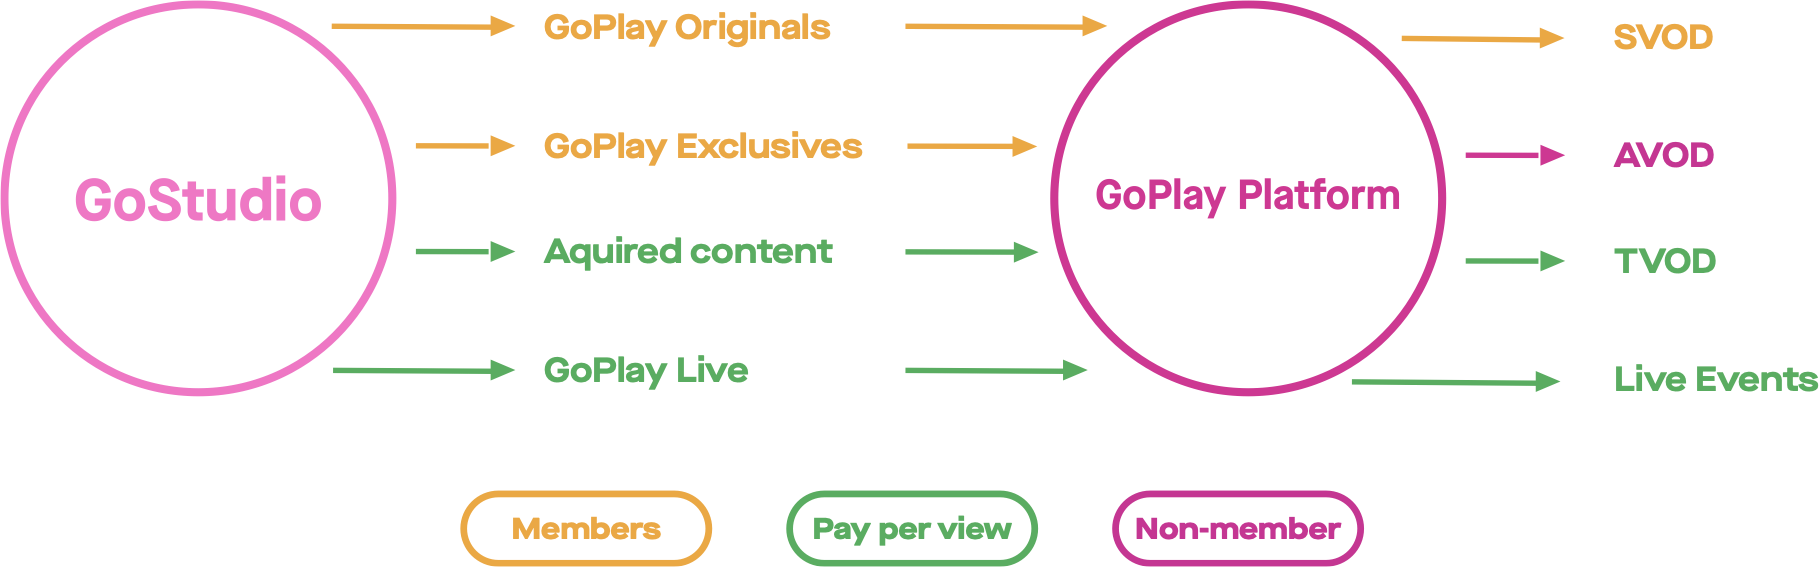 GoStudio
GoPlay Originals
GoPlay Exclusives
Aquired content
GoPlay Live
GoPlay Platform
SVOD
AVOD
TVOD
Live Events
Members
Pay per view
Non-member